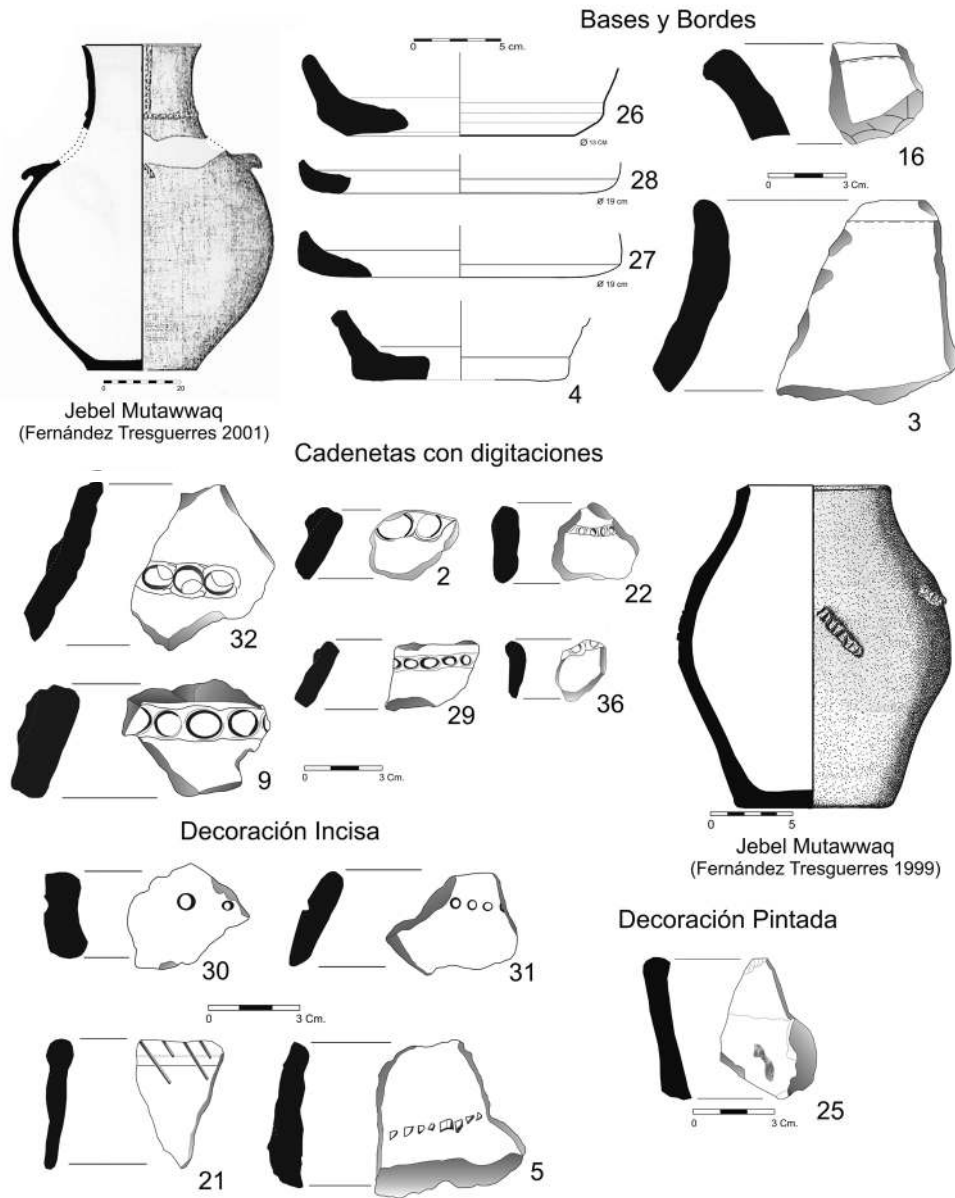 Bases y Bordes
0 5 cm.
26
Ø 13 CM
16
28
Ø 19 cm
0 3 Cm.
27
Ø 19 cm
0 20
4
3
Jebel Mutawwaq
(Fernández Tresguerres 2001)
Cadenetas con digitaciones
32
2
22
29
36
9
0 3 Cm.
0 5
Jebel Mutawwaq
(Fernández Tresguerres 1999)
Decoración Incisa
30
31
0 3 Cm.
21
5
Decoración Pintada
25
0 3 Cm.